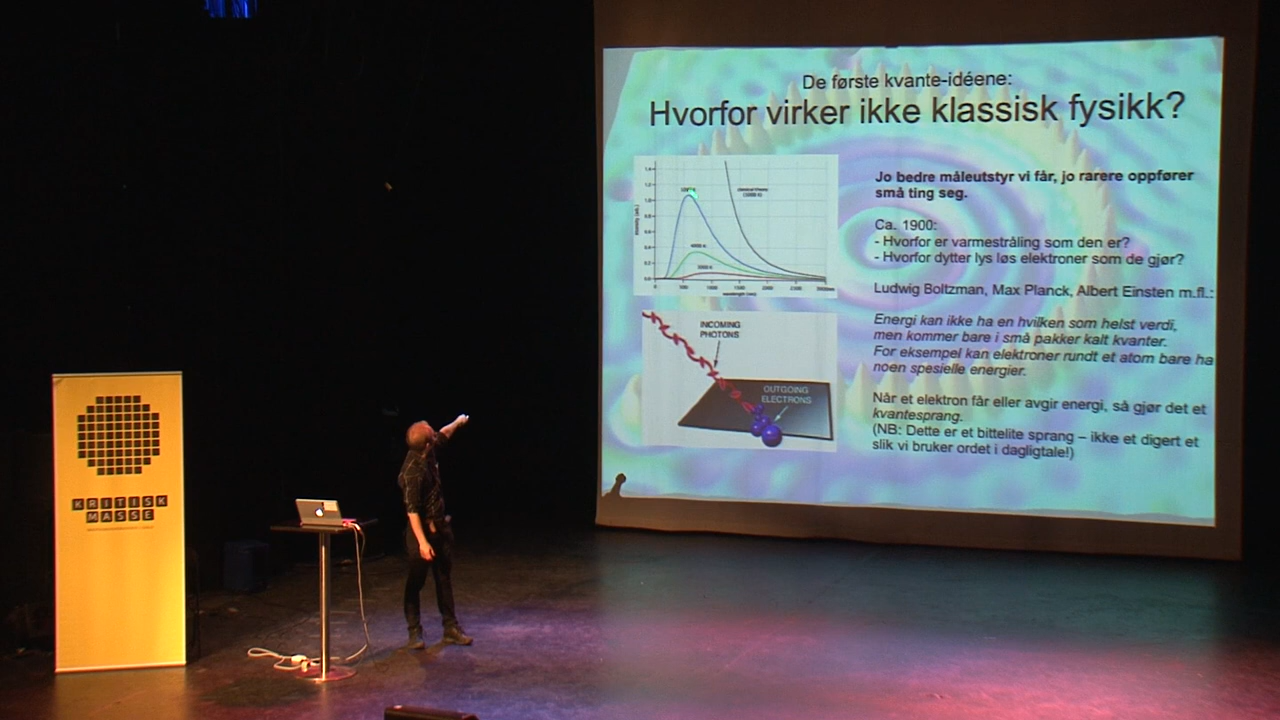 De første kvante-idéene:
Hvorfor virker ikke klassisk fysikk?
Jo bedre måleutstyr vi får, jo rarere oppfører
små ting seg.
Ca. 1900:
- Hvorfor er varmestråling som den er?
- Hvorfor dytter lys løs elektroner som de gjør?
Ludwig Boltzman, Max Planck, Albert Einsten m.fl.:
Energi kan ikke ha en hvilken som helst verdi,
men kommer bare i små pakker kalt kvanter.
For eksempel kan elektroner rundt et atom bare ha
noen spesielle energier.
Når et elektron får eller avgir energi, så gjør det et
kvantesprang.
(NB: Dette er et bittelite sprang – ikke et digert et
slik vi bruker ordet i dagligtale!)
INCOMING
PHOTONS
OUTGOING
ELECTRONS
KRITISK
MASSE